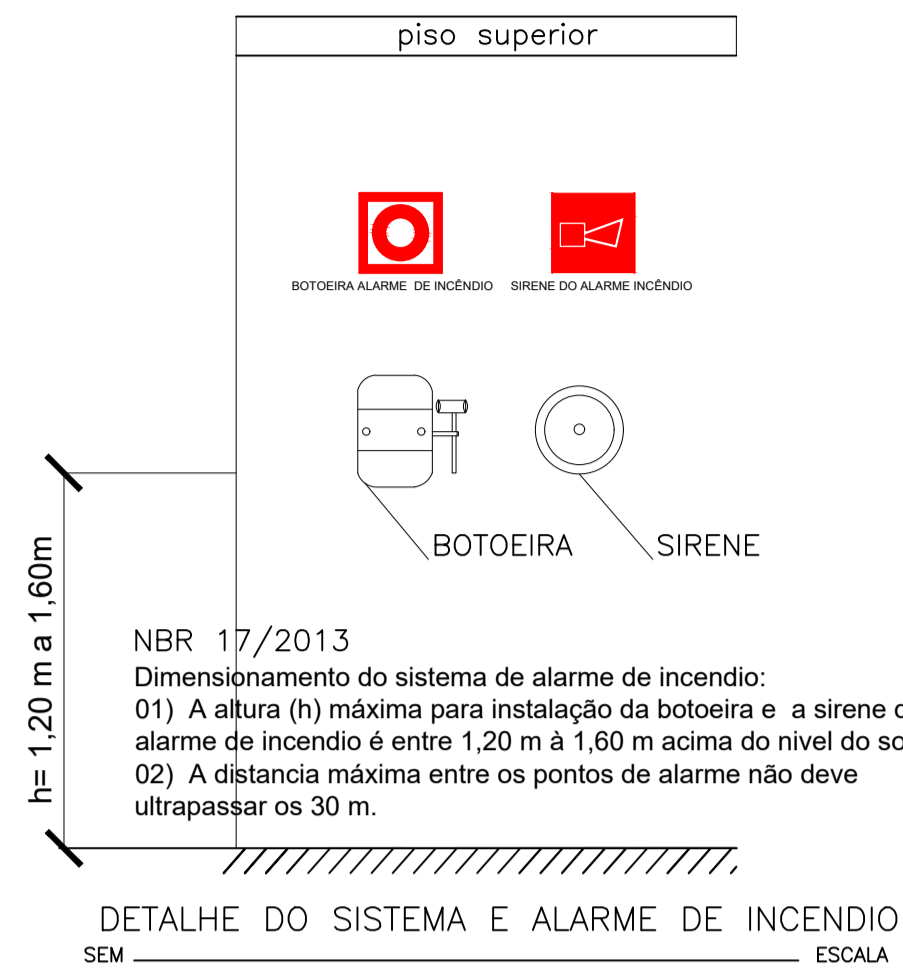 piso superior
BOTOEIRA ALARME DE INCÊNDIO
SIRENE DO ALARME INCÊNDIO
BOTOEIRA
SIRENE
h= 1,20 m a 1,60m
NBR 17/2013
Dimensionamento do sistema de alarme de incendio:
01) A altura (h) máxima para instalação da botoeira e a sirene
alarme de incendio é entre 1,20 m à 1,60 m acima do nivel do
02) A distancia máxima entre os pontos de alarme não deve
ultrapassar os 30 m.
DETALHE DO SISTEMA E ALARME DE INCENDIO
SEM ESCALA